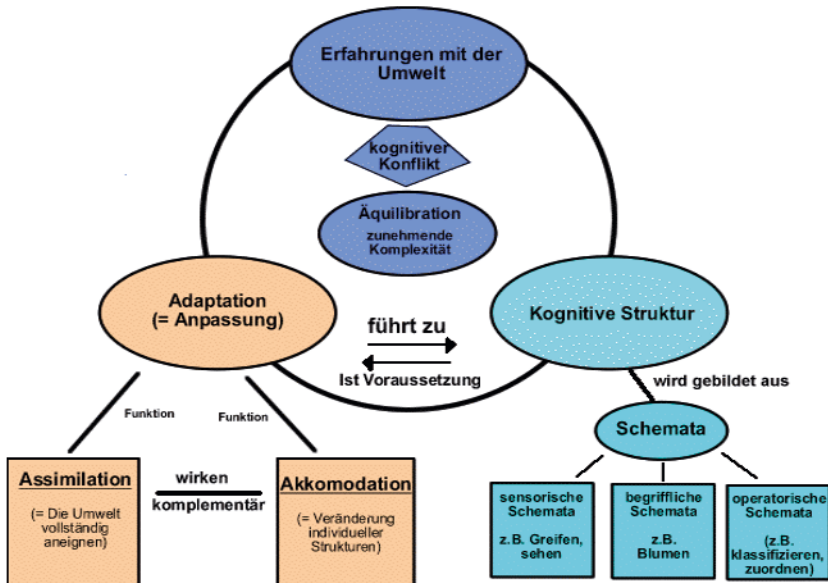 Erfahrungen mit der
Umwelt
kognitiver
Konflikt
Äquilibration
zunehmende
Komplexität
Adaptation
(= Anpassung)
führt zu
Ist Voraussetzung
Kognitive Struktur
wird gebildet aus
Schemata
Funktion
Funktion
Assimilation
(= Die Umwelt
vollständig
aneignen)
wirken
komplementär
Akkomodation
(= Veränderung
individueller
Strukturen)
sensorische
Schemata
z.B. Greifen,
sehen
begriffliche
Schemata
z.B.
Blumen
operatorische
Schemata
(z.B.
klassifizieren,
zuordnen)